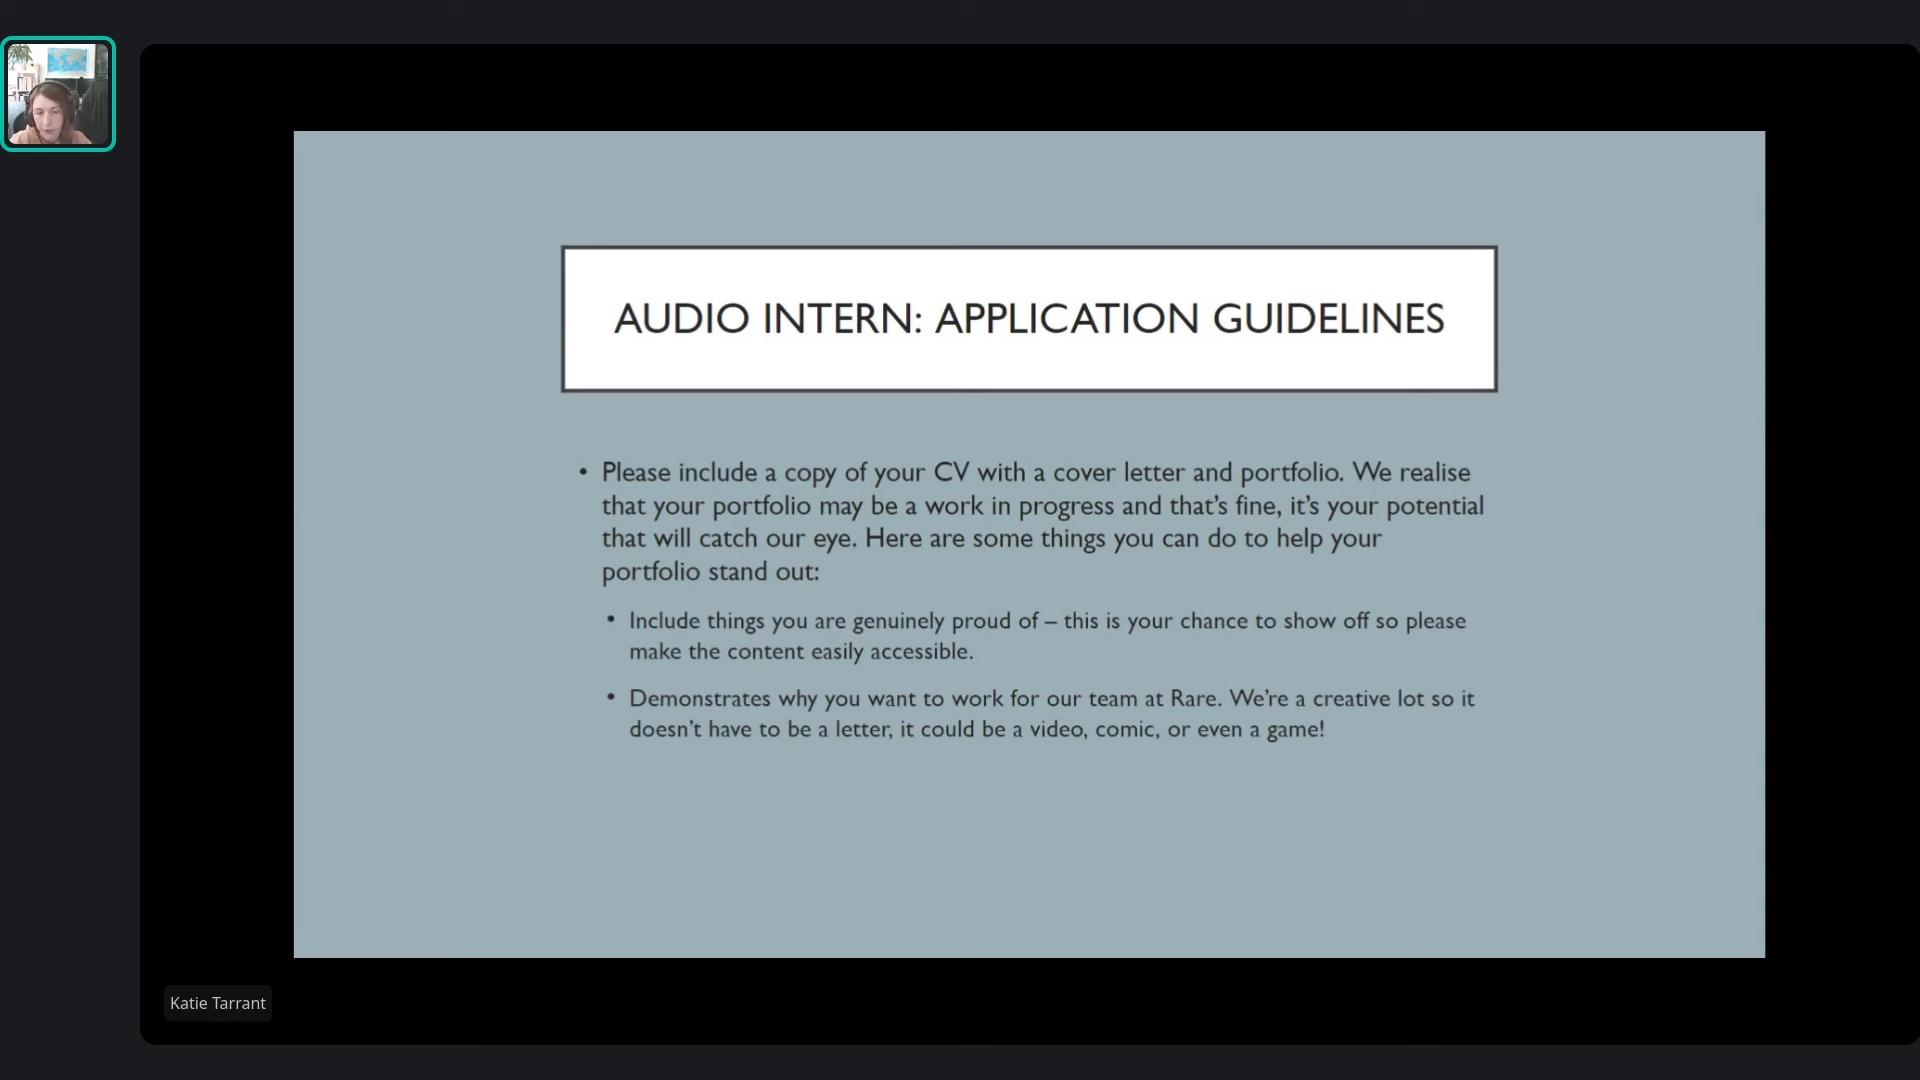 AUDIO INTERN: APPLICATION GUIDELINES
• Please include a copy of your CV with a cover letter and portfolio. We realise
that your portfolio may be a work in progress and that’s fine, it’s your potential
that will catch our eye. Here are some things you can do to help your
portfolio stand out:
• Include things you are genuinely proud of – this is your chance to show off so please
make the content easily accessible.
• Demonstrates why you want to work for our team at Rare. We’re a creative lot so it
doesn’t have to be a letter, it could be a video, comic, or even a game!
Katie Tarrant